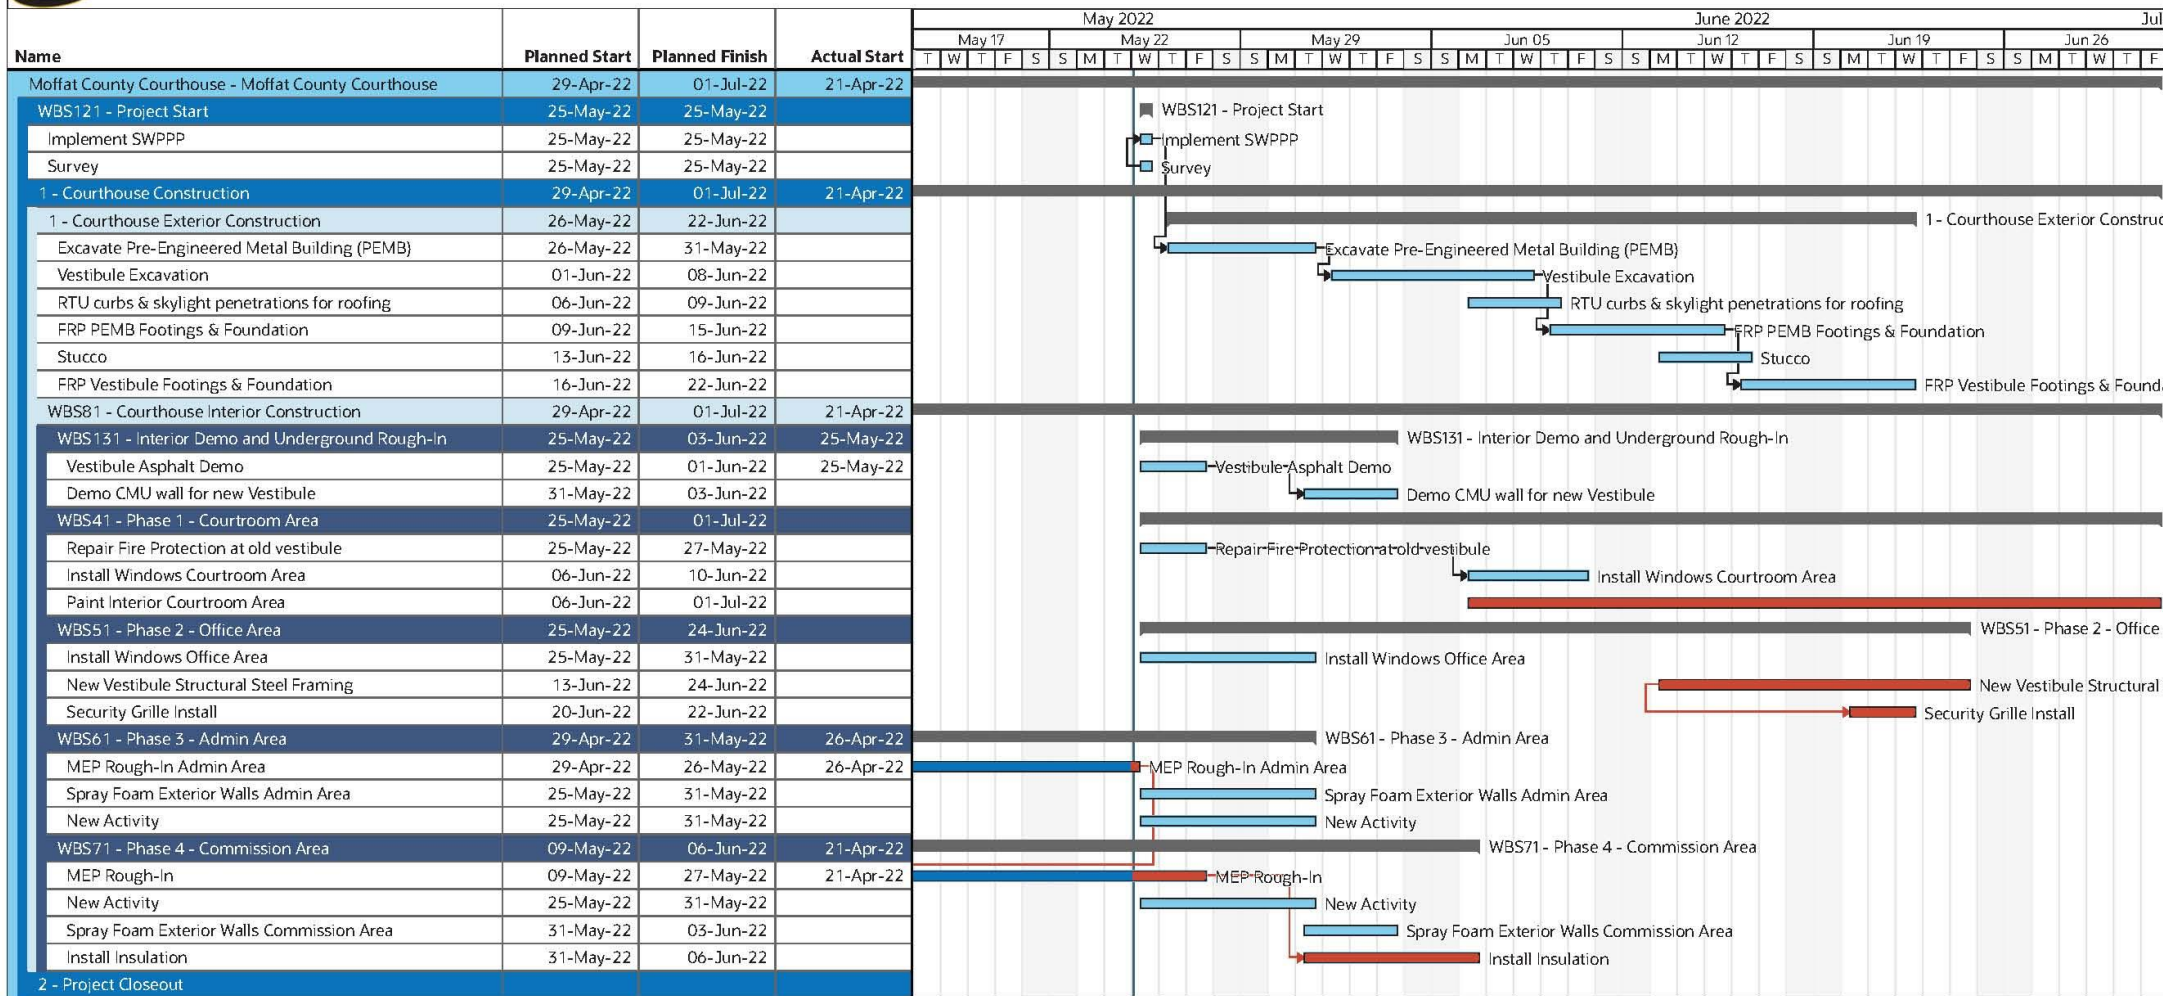 May 2022 June 2022 Jul
May 17 May 22 May 29 Jun 05 Jun 12 Jun 19 Jun 26
Name Planned Start Planned Finish Actual Start T W T F S S M T W T F S S M T W T F S S M T W T F S S M T W T F S S M T W T F S S M T W T F
Moffat County Courthouse - Moffat County Courthouse 29-Apr-22 01-Jul-22 21-Apr-22
WBS121 - Project Start 25-May-22 25-May-22 WBS121 - Project Start
Implement SWPPP 25-May-22 25-May-22 Implement SWPPP
Survey 25-May-22 25-May-22 Survey
1 - Courthouse Construction 29-Apr-22 01-Jul-22 21-Apr-22
1 - Courthouse Exterior Construction 26-May-22 22-Jun-22 1 - Courthouse Exterior Construc
Excavate Pre-Engineered Metal Building (PEMB) 26-May-22 31-May-22 Excavate Pre-Engineered Metal Building (PEMB)
Vestibule Excavation 01-Jun-22 08-Jun-22 Vestibule Excavation
RTU curbs & skylight penetrations for roofing 06-Jun-22 09-Jun-22 RTU curbs & skylight penetrations for roofing
FRP PEMB Footings & Foundation 09-Jun-22 15-Jun-22 FRP PEMB Footings & Foundation
Stucco 13-Jun-22 16-Jun-22 Stucco
FRP Vestibule Footings & Foundation 16-Jun-22 22-Jun-22 FRP Vestibule Footings & Found
WBS81 - Courthouse Interior Construction 29-Apr-22 01-Jul-22 21-Apr-22
WBS131 - Interior Demo and Underground Rough-In 25-May-22 03-Jun-22 25-May-22 WBS131 - Interior Demo and Underground Rough-In
Vestibule Asphalt Demo 25-May-22 01-Jun-22 25-May-22 Vestibule Asphalt Demo
Demo CMU wall for new Vestibule 31-May-22 03-Jun-22 Demo CMU wall for new Vestibule
WBS41 - Phase 1 - Courtroom Area 25-May-22 01-Jul-22
Repair Fire Protection at old vestibule 25-May-22 27-May-22 Repair Fire Protection at old vestibule
Install Windows Courtroom Area 06-Jun-22 10-Jun-22 Install Windows Courtroom Area
Paint Interior Courtroom Area 06-Jun-22 01-Jul-22
WBS51 - Phase 2 - Office Area 25-May-22 24-Jun-22 WBS51 - Phase 2 - Office
Install Windows Office Area 25-May-22 31-May-22 Install Windows Office Area
New Vestibule Structural Steel Framing 13-Jun-22 24-Jun-22 New Vestibule Structural
Security Grille Install 20-Jun-22 22-Jun-22 Security Grille Install
WBS61 - Phase 3 - Admin Area 29-Apr-22 31-May-22 26-Apr-22 WBS61 - Phase 3 - Admin Area
MEP Rough-In Admin Area 29-Apr-22 26-May-22 26-Apr-22 MEP Rough-In Admin Area
Spray Foam Exterior Walls Admin Area 25-May-22 31-May-22 Spray Foam Exterior Walls Admin Area
New Activity 25-May-22 31-May-22 New Activity
WBS71 - Phase 4 - Commission Area 09-May-22 06-Jun-22 21-Apr-22 WBS71 - Phase 4 - Commission Area
MEP Rough-In 09-May-22 27-May-22 21-Apr-22 MEP Rough-In
New Activity 25-May-22 31-May-22 New Activity
Spray Foam Exterior Walls Commission Area 31-May-22 03-Jun-22 Spray Foam Exterior Walls Commission Area
Install Insulation 31-May-22 06-Jun-22 Install Insulation
2 - Project Closeout